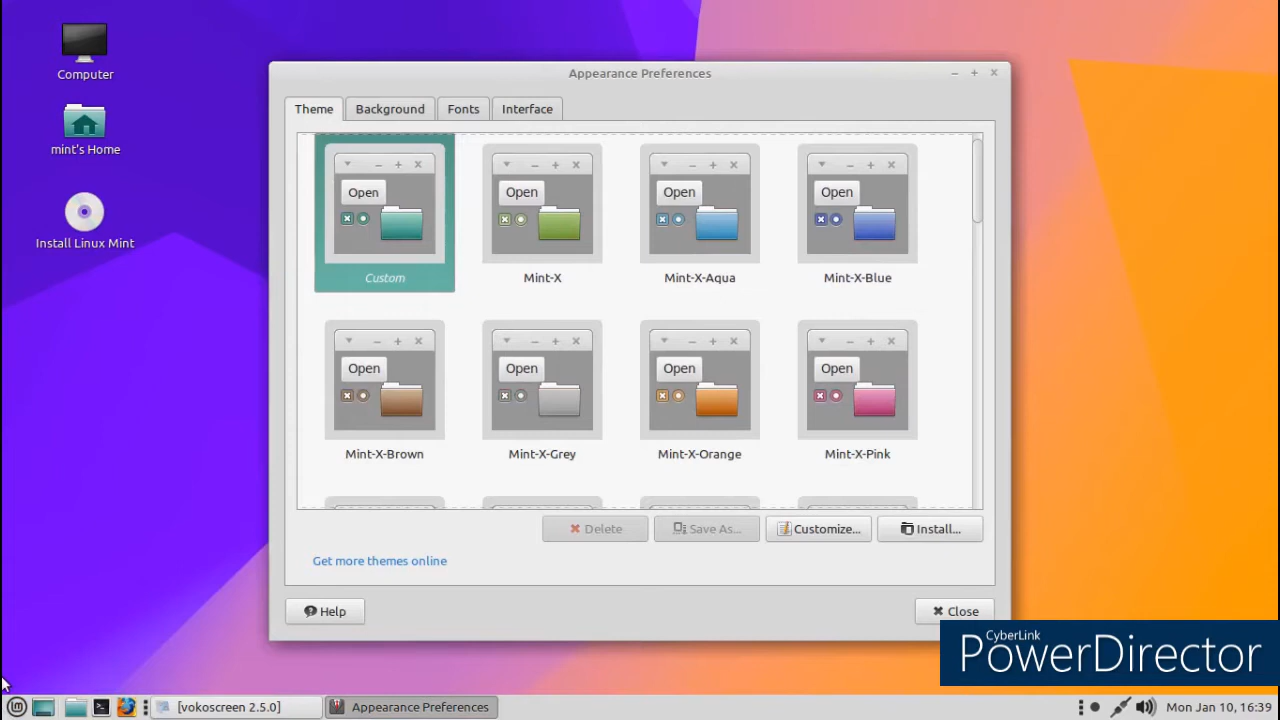 Computer
mint's Home
Install Linux Mint
Appearance Preferences
Theme Background Fonts Interface
Open Open Open Open
Custom Mint-X Mint-X-Aqua Mint-X-Blue
Open Open Open Open
Mint-X-Brown Mint-X-Grey Mint-X-Orange Mint-X-Pink
Delete Save As... Customize... Install...
Get more themes online
Help Close
CyberLink
PowerDirector
[vokoscreen 2.5.0] Appearance Preferences Mon Jan 10, 16:39